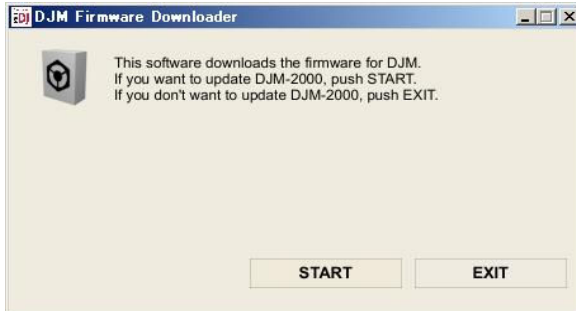 DJM Firmware Downloader
This software downloads the firmware for DJM.
If you want to update DJM-2000, push START.
If you don't want to update DJM-2000, push EXIT.
START
EXIT